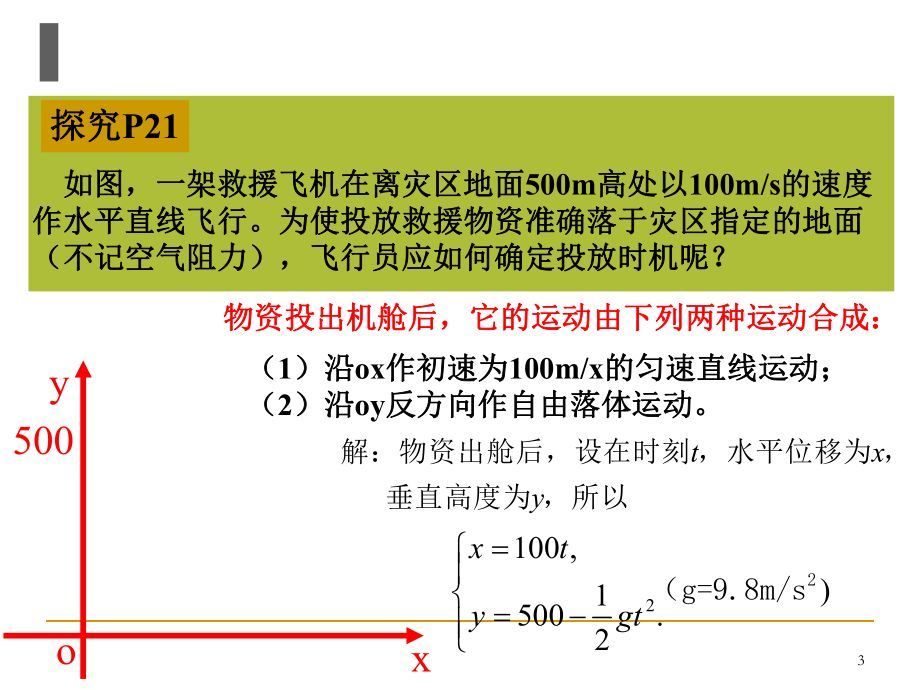 探究P21
如图，一架救援飞机在离灾区地面500m高处以100m/s的速度
作水平直线飞行。为使投放救援物资准确落于灾区指定的地面
（不记空气阻力），飞行员应如何确定投放时机呢？
物资投出机舱后，它的运动由下列两种运动合成：
（1）沿ox作初速为100m/x的匀速直线运动；
（2）沿oy反方向作自由落体运动。
y
500
解：物资出舱后，设在时刻t，水平位移为x，
垂直高度为y，所以
x = 100t,
y = 500 − 1/2 gt². （g=9.8m/s²）
o
x
3